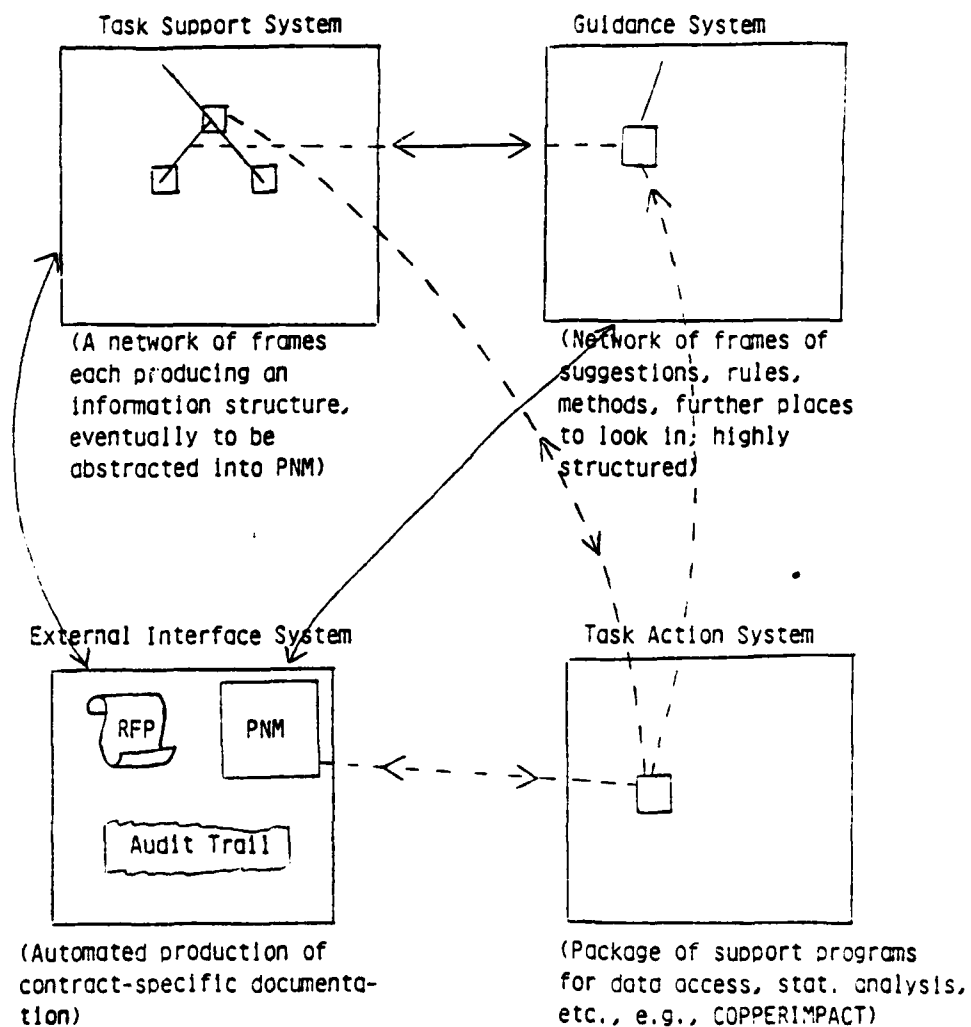 Task Support System
Guidance System
(A network of frames
each producing an
information structure,
eventually to be
abstracted into PNM)
(Network of frames of
suggestions, rules,
methods, further places
to look in; highly
structured)
External Interface System
Task Action System
RFP
PNM
Audit Trail
(Automated production of
contract-specific documenta-
tion)
(Package of support programs
for data access, stat. analysis,
etc., e.g., COPPERIMPACT)